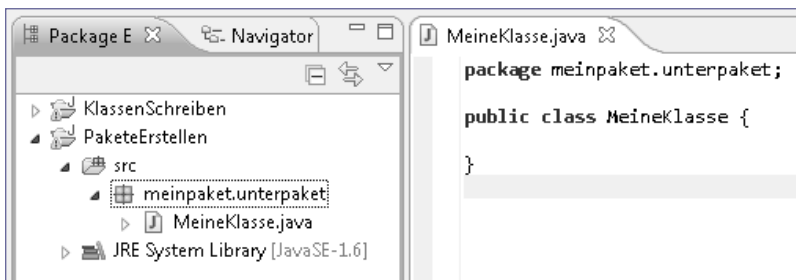 Package E
Navigator
KlassenSchreiben
PaketeErstellen
src
meinpaket.unterpaket
MeineKlasse.java
JRE System Library [JavaSE-1.6]
MeineKlasse.java
package meinpaket.unterpaket;
public class MeineKlasse {
}